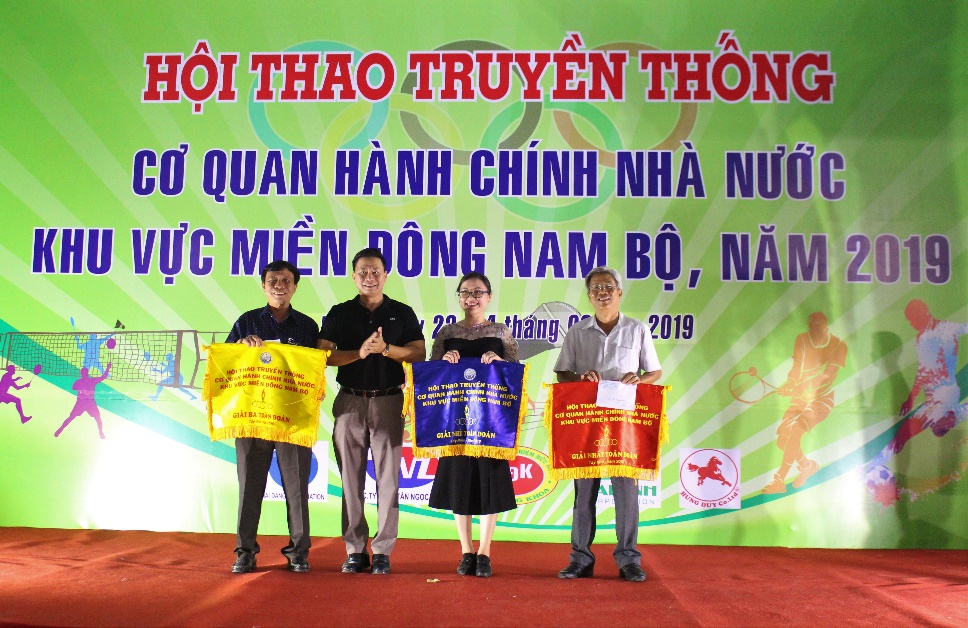 HỘI THAO TRUYỀN THỐNG
CƠ QUAN HÀNH CHÍNH NHÀ NƯỚC
KHU VỰC MIỀN ĐÔNG NAM BỘ, NĂM 2019
2019
HỘI THAO TRUYỀN THỐNG
CƠ QUAN HÀNH CHÍNH NHÀ NƯỚC
KHU VỰC MIỀN ĐÔNG NAM BỘ
GIẢI BA TOÀN ĐOÀN
HỘI THAO TRUYỀN THỐNG
CƠ QUAN HÀNH CHÍNH NHÀ NƯỚC
KHU VỰC MIỀN ĐÔNG NAM BỘ
GIẢI NHÌ TOÀN ĐOÀN
HỘI THAO TRUYỀN THỐNG
CƠ QUAN HÀNH CHÍNH NHÀ NƯỚC
KHU VỰC MIỀN ĐÔNG NAM BỘ
GIẢI NHẤT TOÀN ĐOÀN
HÙNG DUY Co.Ltd